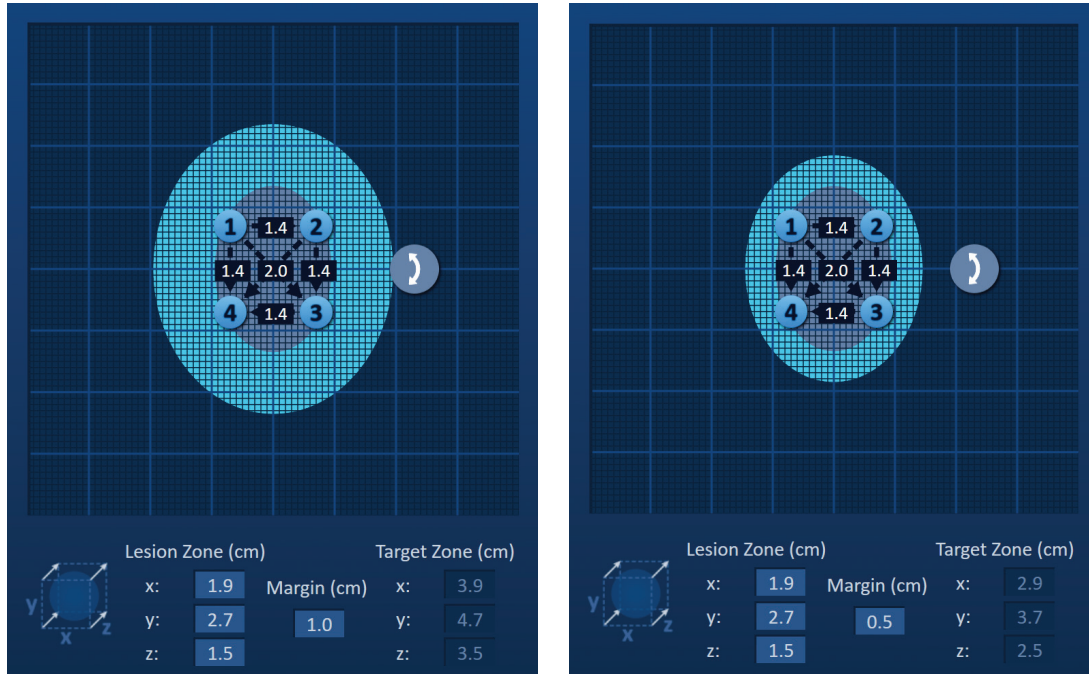 1 1.4 2
1.4 2.0 1.4
4 1.4 3
Lesion Zone (cm) Target Zone (cm)
x: 1.9 Margin (cm) x: 3.9
y: 2.7 1.0 y: 4.7
z: 1.5 z: 3.5
y x z
1 1.4 2
1.4 2.0 1.4
4 1.4 3
Lesion Zone (cm) Target Zone (cm)
x: 1.9 Margin (cm) x: 2.9
y: 2.7 0.5 y: 3.7
z: 1.5 z: 2.5
y x z